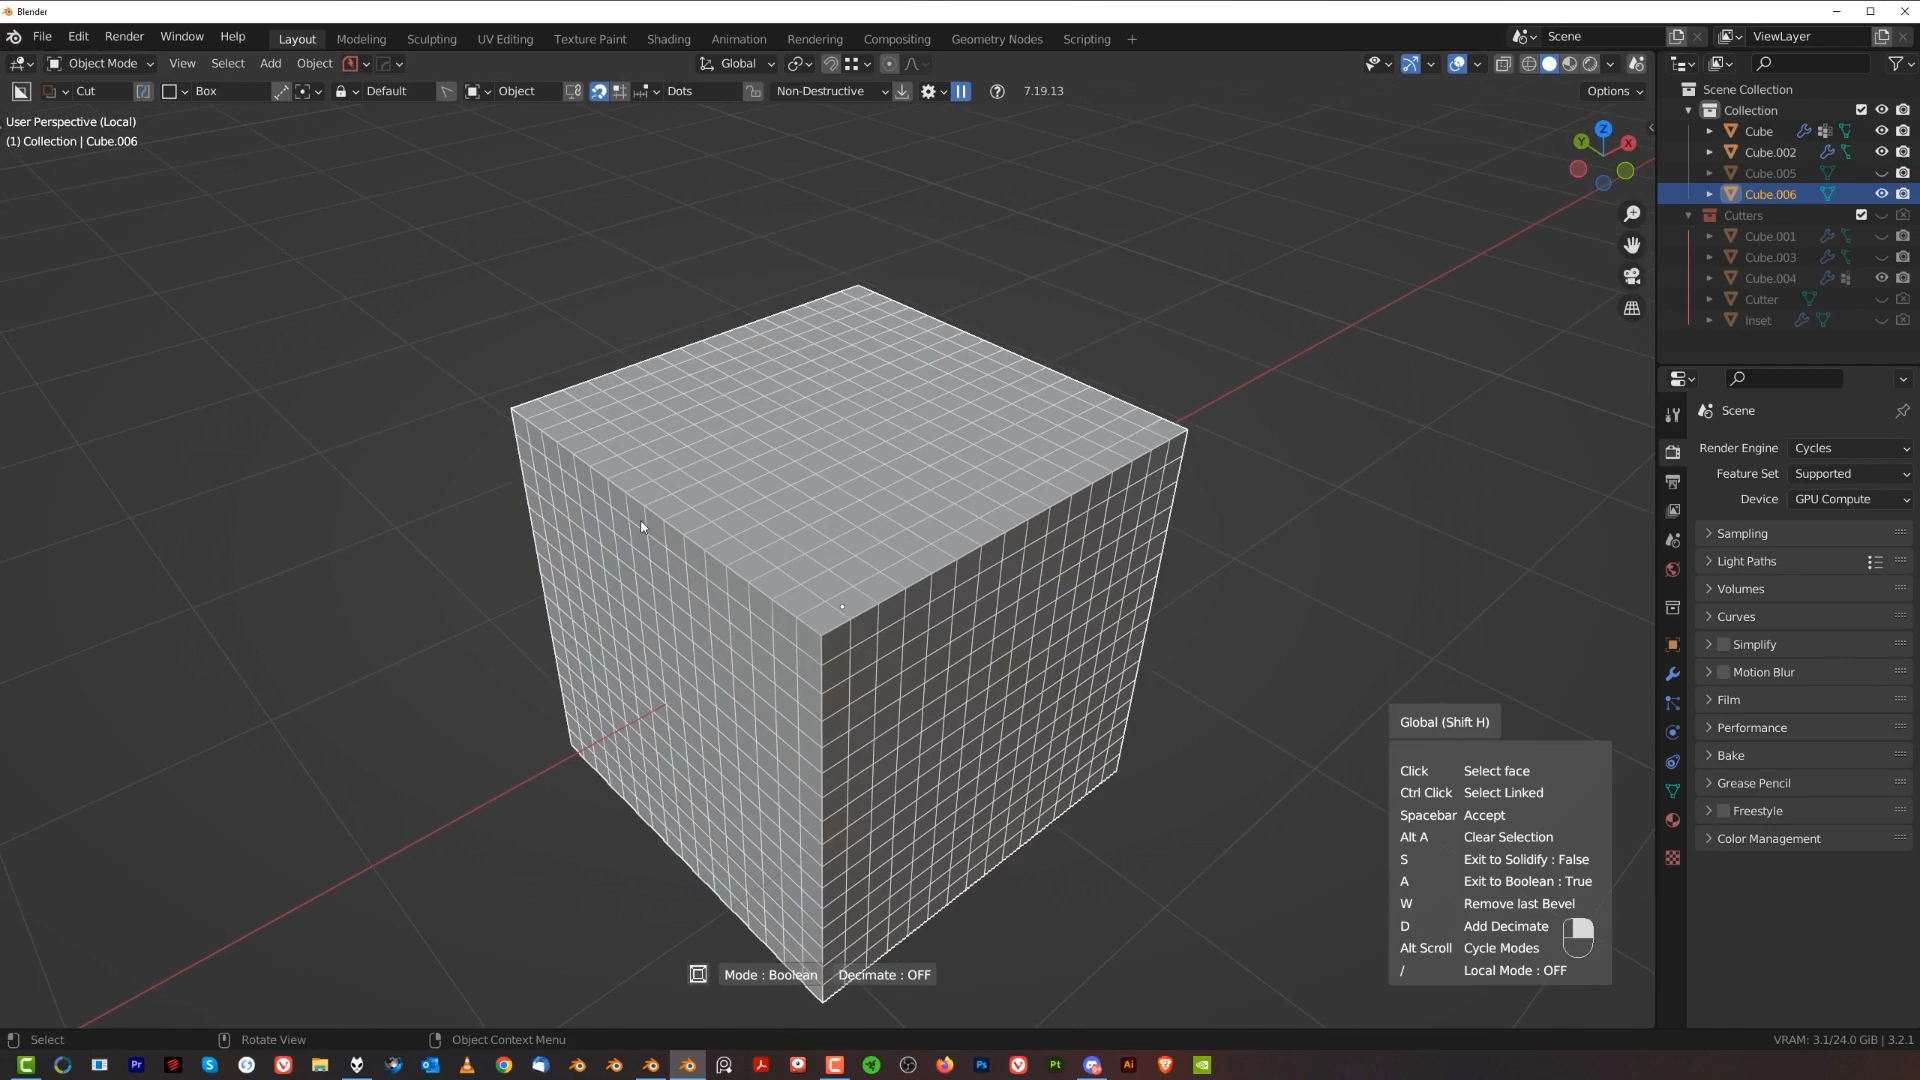 Blender
File Edit Render Window Help Layout Modeling Sculpting UV Editing Texture Paint Shading Animation Rendering Compositing Geometry Nodes Scripting + Scene ViewLayer
Object Mode View Select Add Object Global
Cut Box Default Object Dots Non-Destructive 7.19.13 Options
User Perspective (Local)
(1) Collection | Cube.006
Z
Y
X
Scene Collection
Collection
Cube
Cube.002
Cube.005
Cube.006
Cutters
Cube.001
Cube.003
Cube.004
Cutter
Inset
Scene
Render Engine Cycles
Feature Set Supported
Device GPU Compute
Sampling
Light Paths
Volumes
Curves
Simplify
Motion Blur
Film
Performance
Bake
Grease Pencil
Freestyle
Color Management
Global (Shift H)
Click Select face
Ctrl Click Select Linked
Spacebar Accept
Alt A Clear Selection
S Exit to Solidify : False
A Exit to Boolean : True
W Remove last Bevel
D Add Decimate
Alt Scroll Cycle Modes
/ Local Mode : OFF
Mode : Boolean Decimate : OFF
Select Rotate View Object Context Menu VRAM: 3.1/24.0 GiB | 3.2.1
Pr S Ps Pt Ai